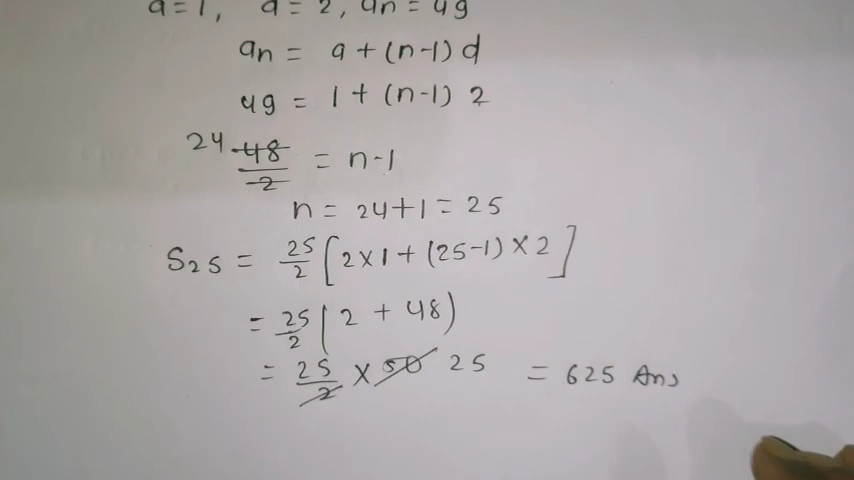 a = 1, d = 2, an = 49
an = a + (n-1) d
49 = 1 + (n-1) 2
24 48/2 = n-1
n = 24+1 = 25
S25 = 25/2 [2×1 + (25-1) × 2]
= 25/2 (2 + 48)
= 25/2 × 50 25 = 625 Ans